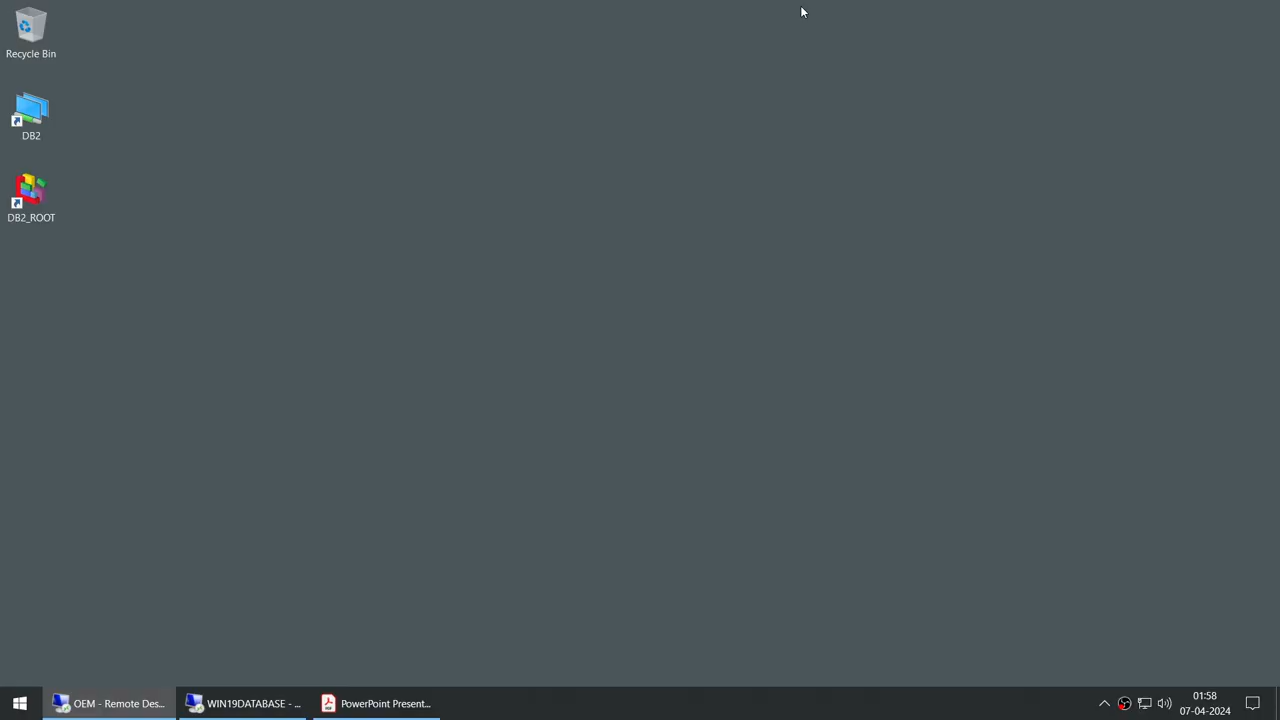 Recycle Bin
DB2
DB2_ROOT
OEM - Remote Des...
WIN19DATABASE - ...
PowerPoint Present...
01:58
07-04-2024